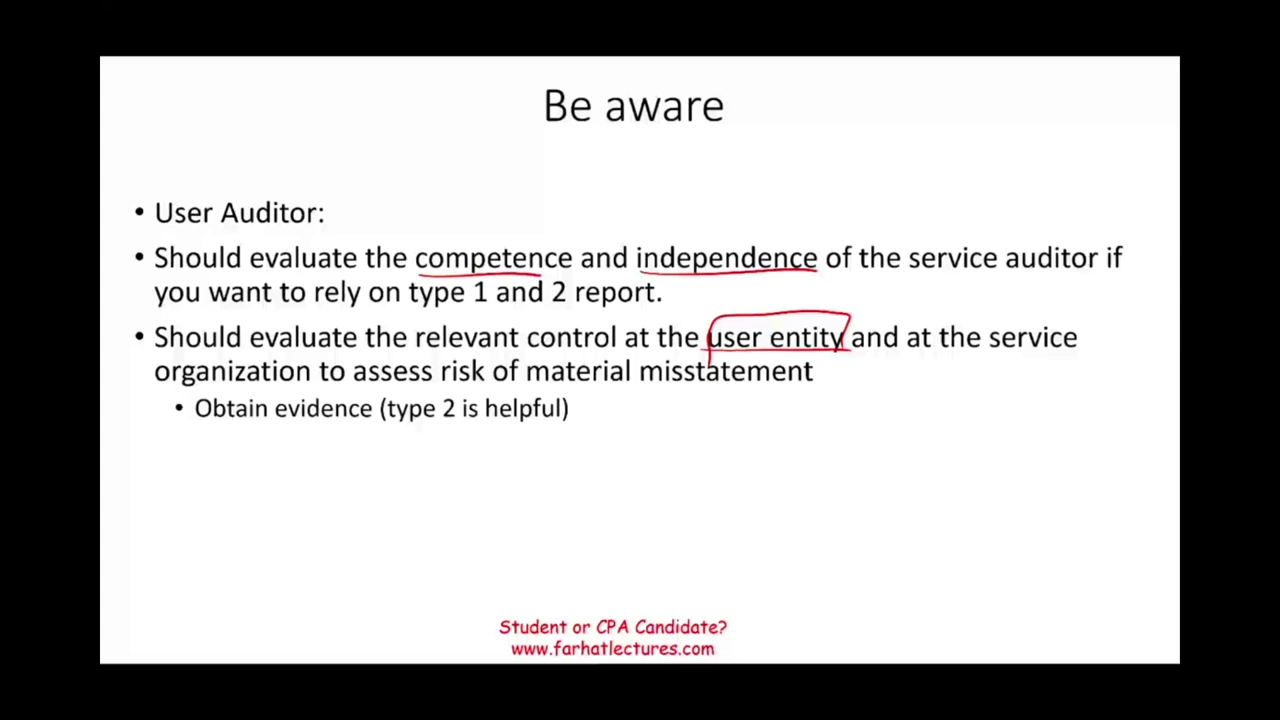 Be aware
• User Auditor:
• Should evaluate the competence and independence of the service auditor if
you want to rely on type 1 and 2 report.
• Should evaluate the relevant control at the user entity and at the service
organization to assess risk of material misstatement
• Obtain evidence (type 2 is helpful)
Student or CPA Candidate?
www.farhatlectures.com